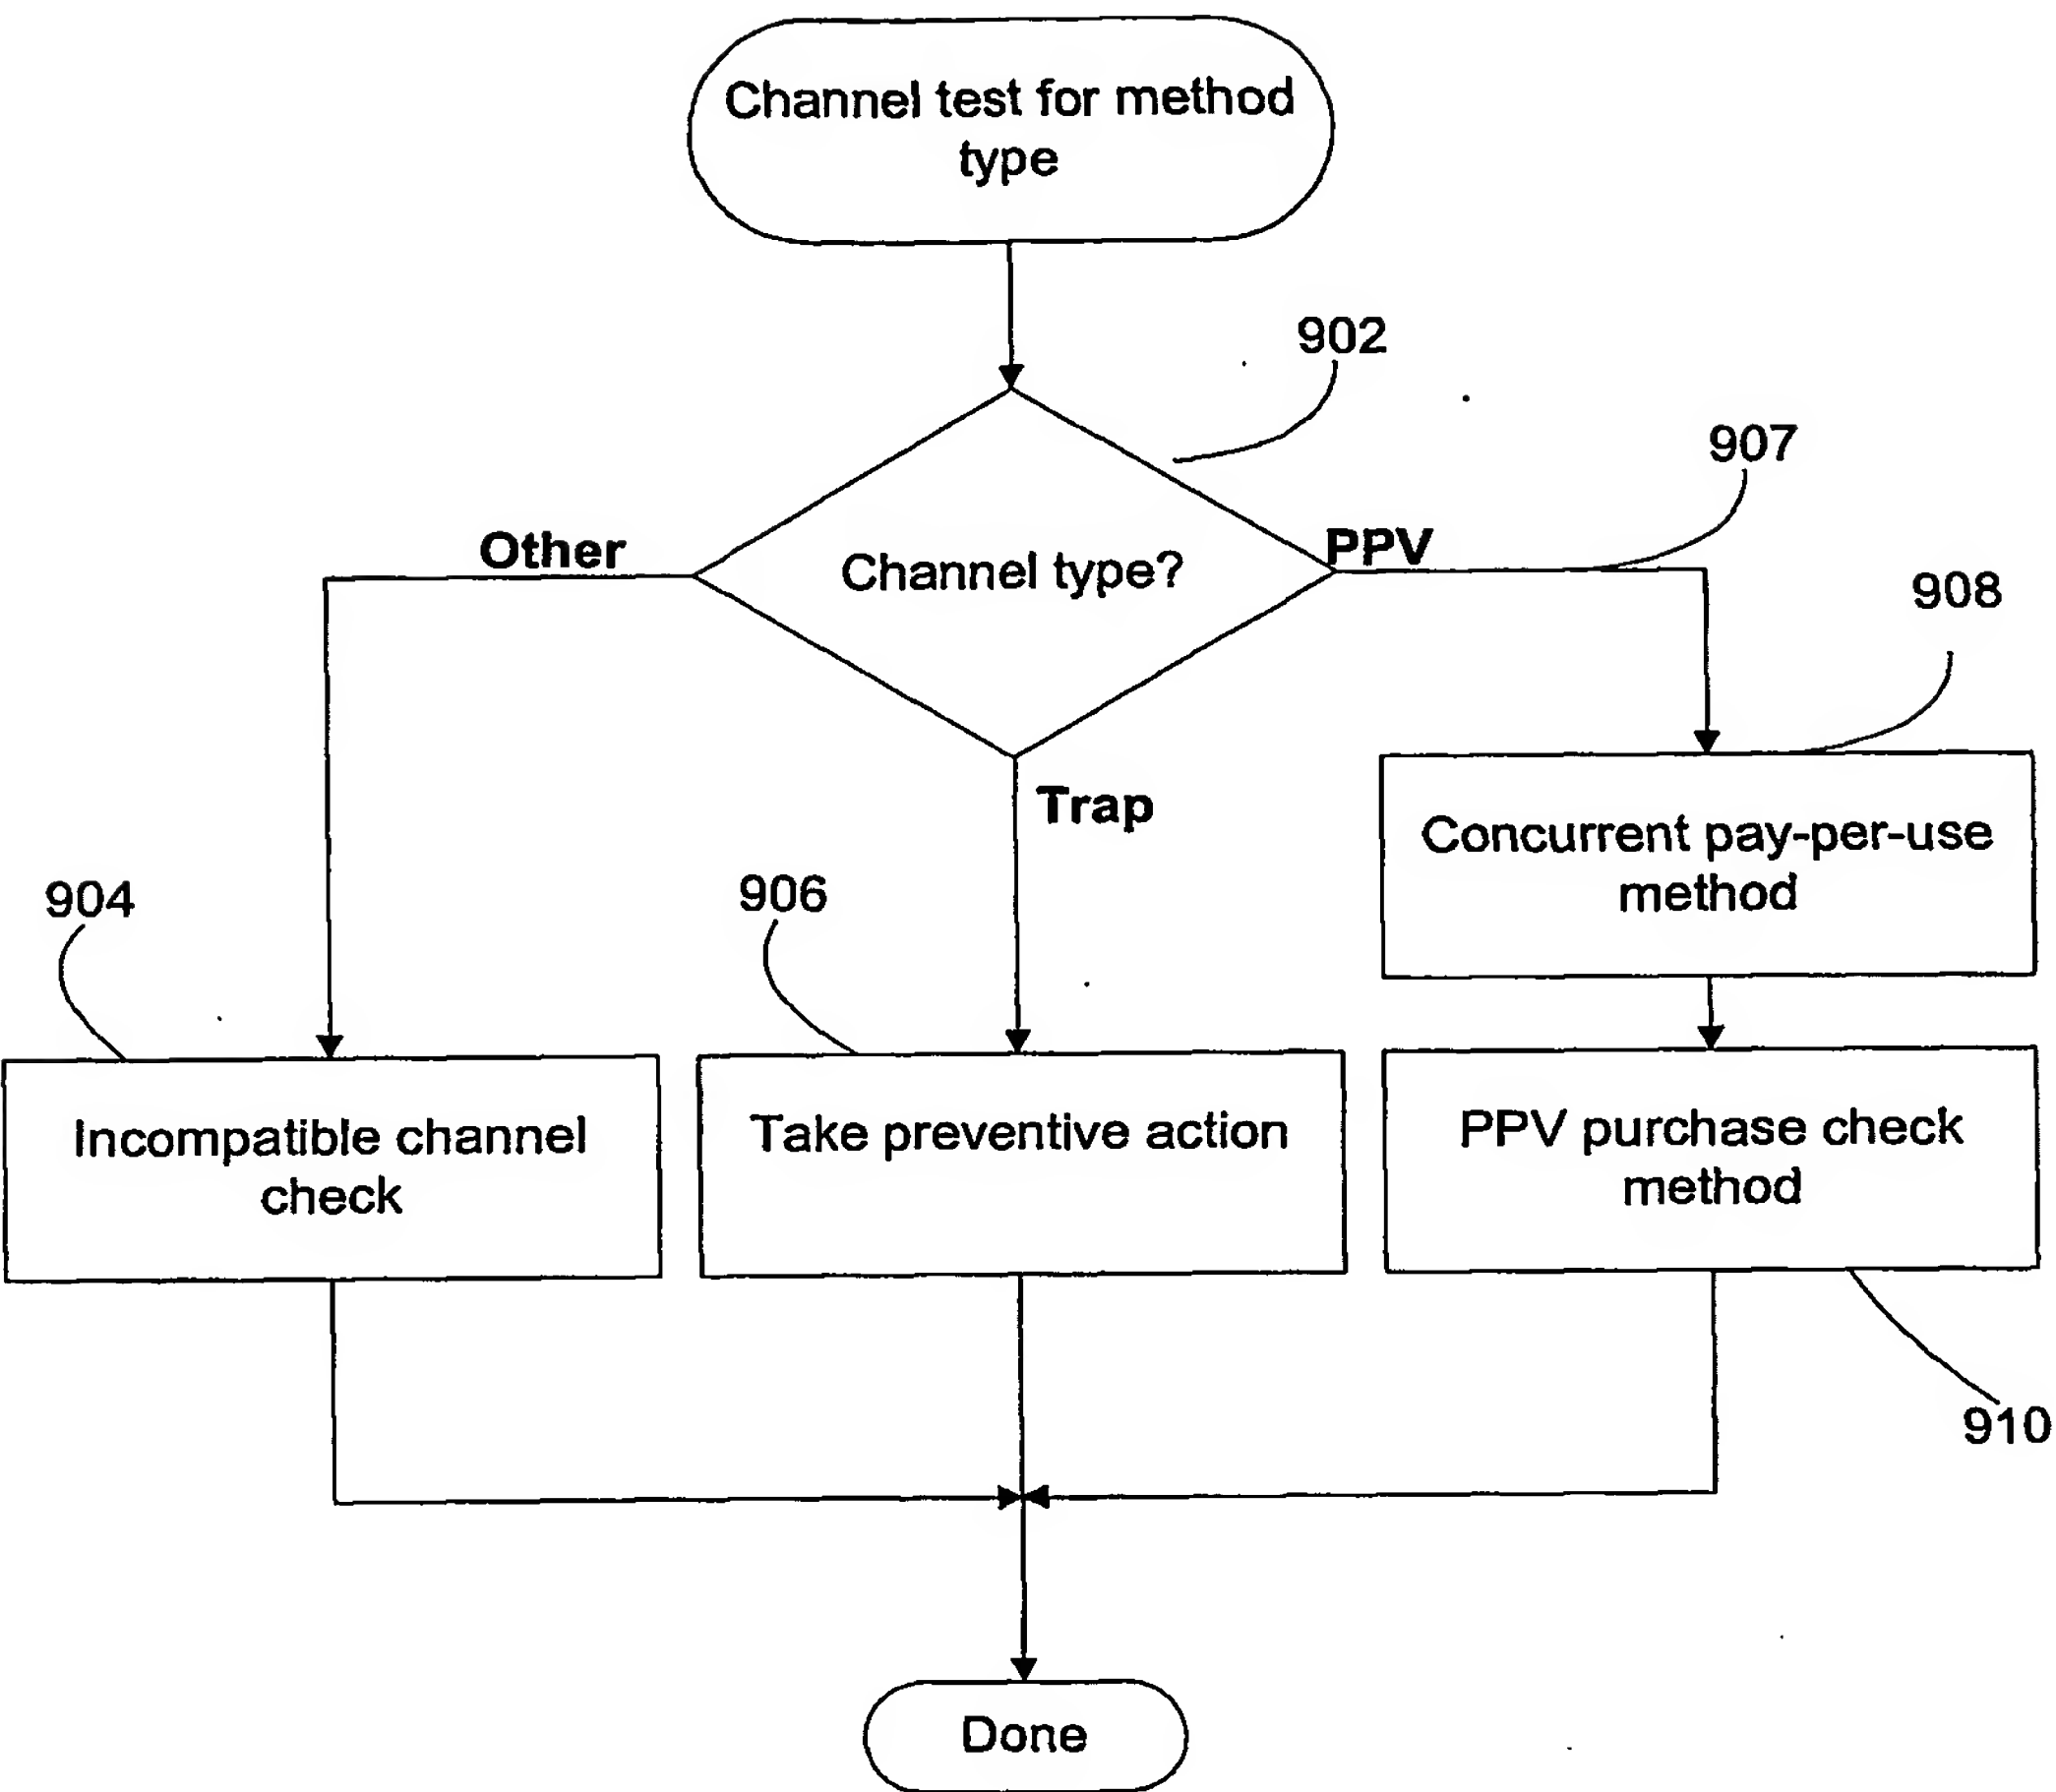 Channel test for method
type
902
907
Other
PPV
Channel type?
908
Trap
Concurrent pay-per-use
method
904
906
Incompatible channel
check
Take preventive action
PPV purchase check
method
910
Done